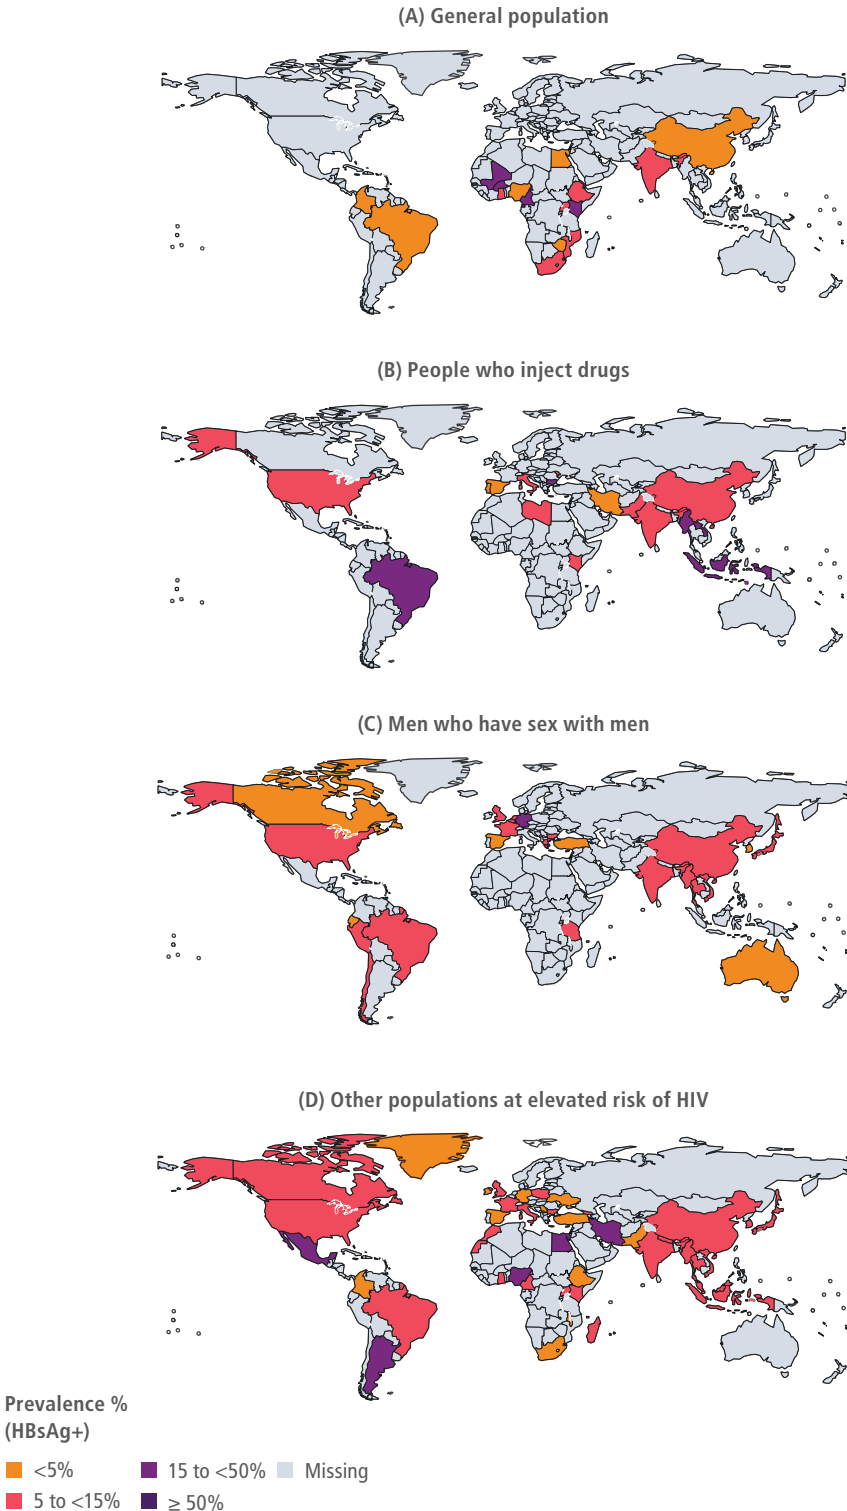 (A) General population
(B) People who inject drugs
(C) Men who have sex with men
(D) Other populations at elevated risk of HIV
Prevalence %
(HBsAg+)
<5%
15 to <50%
Missing
5 to <15%
≥ 50%